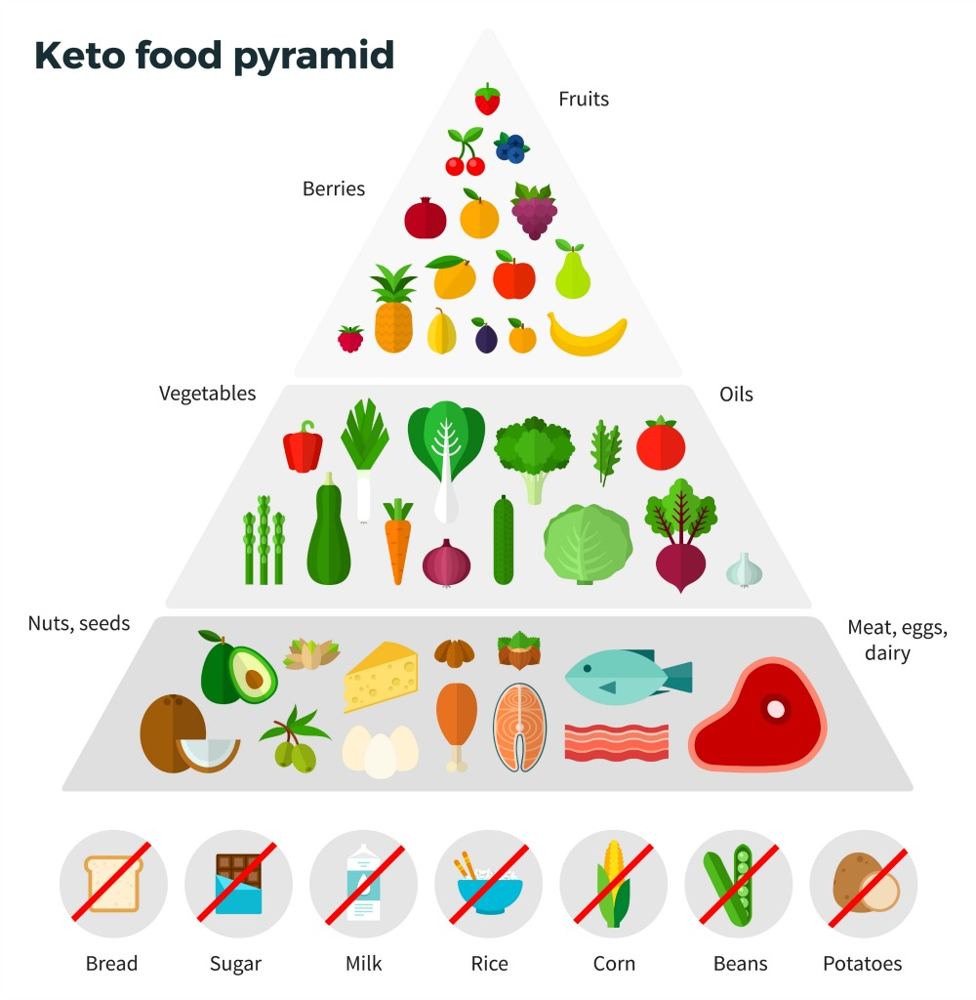 Keto food pyramid
Fruits
Berries
Vegetables
Oils
Nuts, seeds
Meat, eggs,
dairy
Bread
Sugar
Milk
Rice
Corn
Beans
Potatoes